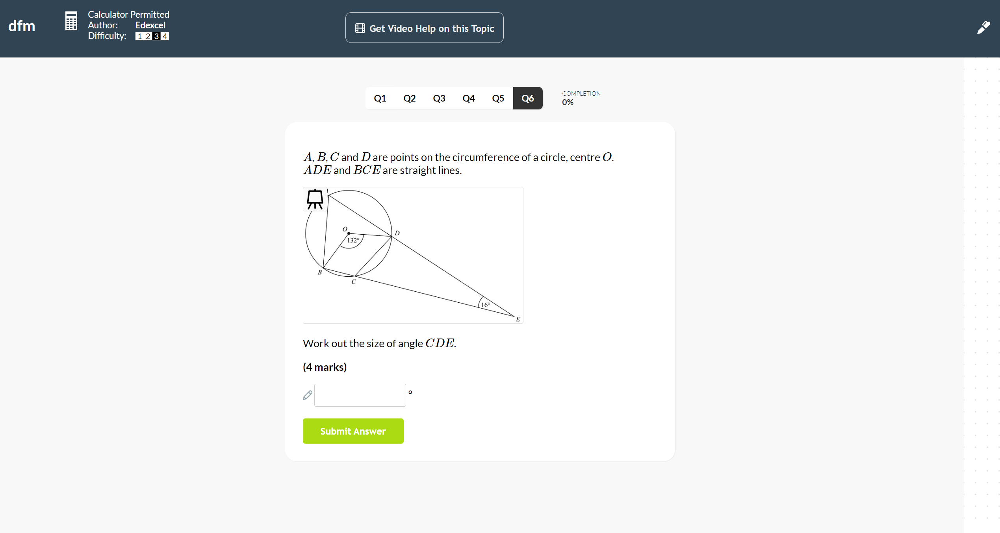 dfm
Calculator Permitted
Author: Edexcel
Difficulty: 1 2 3 4
Get Video Help on this Topic
Q1 Q2 Q3 Q4 Q5 Q6
COMPLETION
0%
A, B, C and D are points on the circumference of a circle, centre O.
ADE and BCE are straight lines.
O
132°
D
B
C
16°
E
Work out the size of angle CDE.
(4 marks)
°
Submit Answer